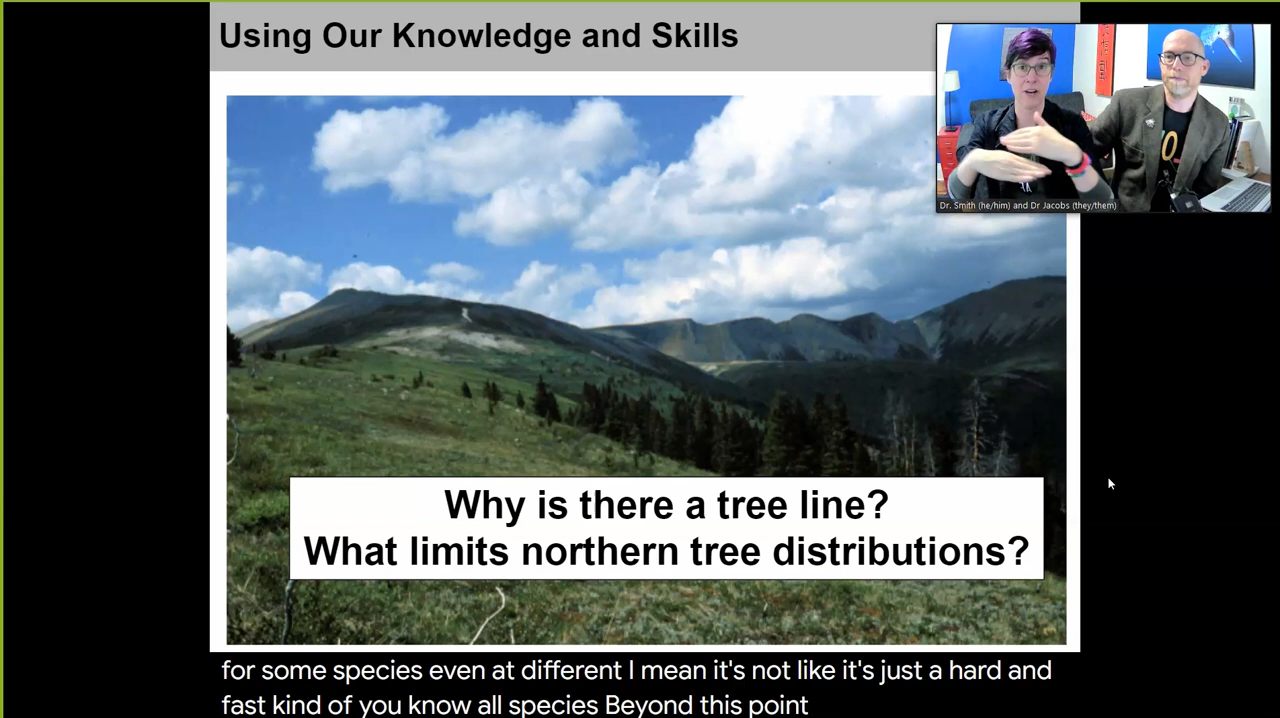 Using Our Knowledge and Skills
Dr. Smith (he/him) and Dr Jacobs (they/them)
Why is there a tree line?
What limits northern tree distributions?
for some species even at different I mean it's not like it's just a hard and
fast kind of you know all species Beyond this point